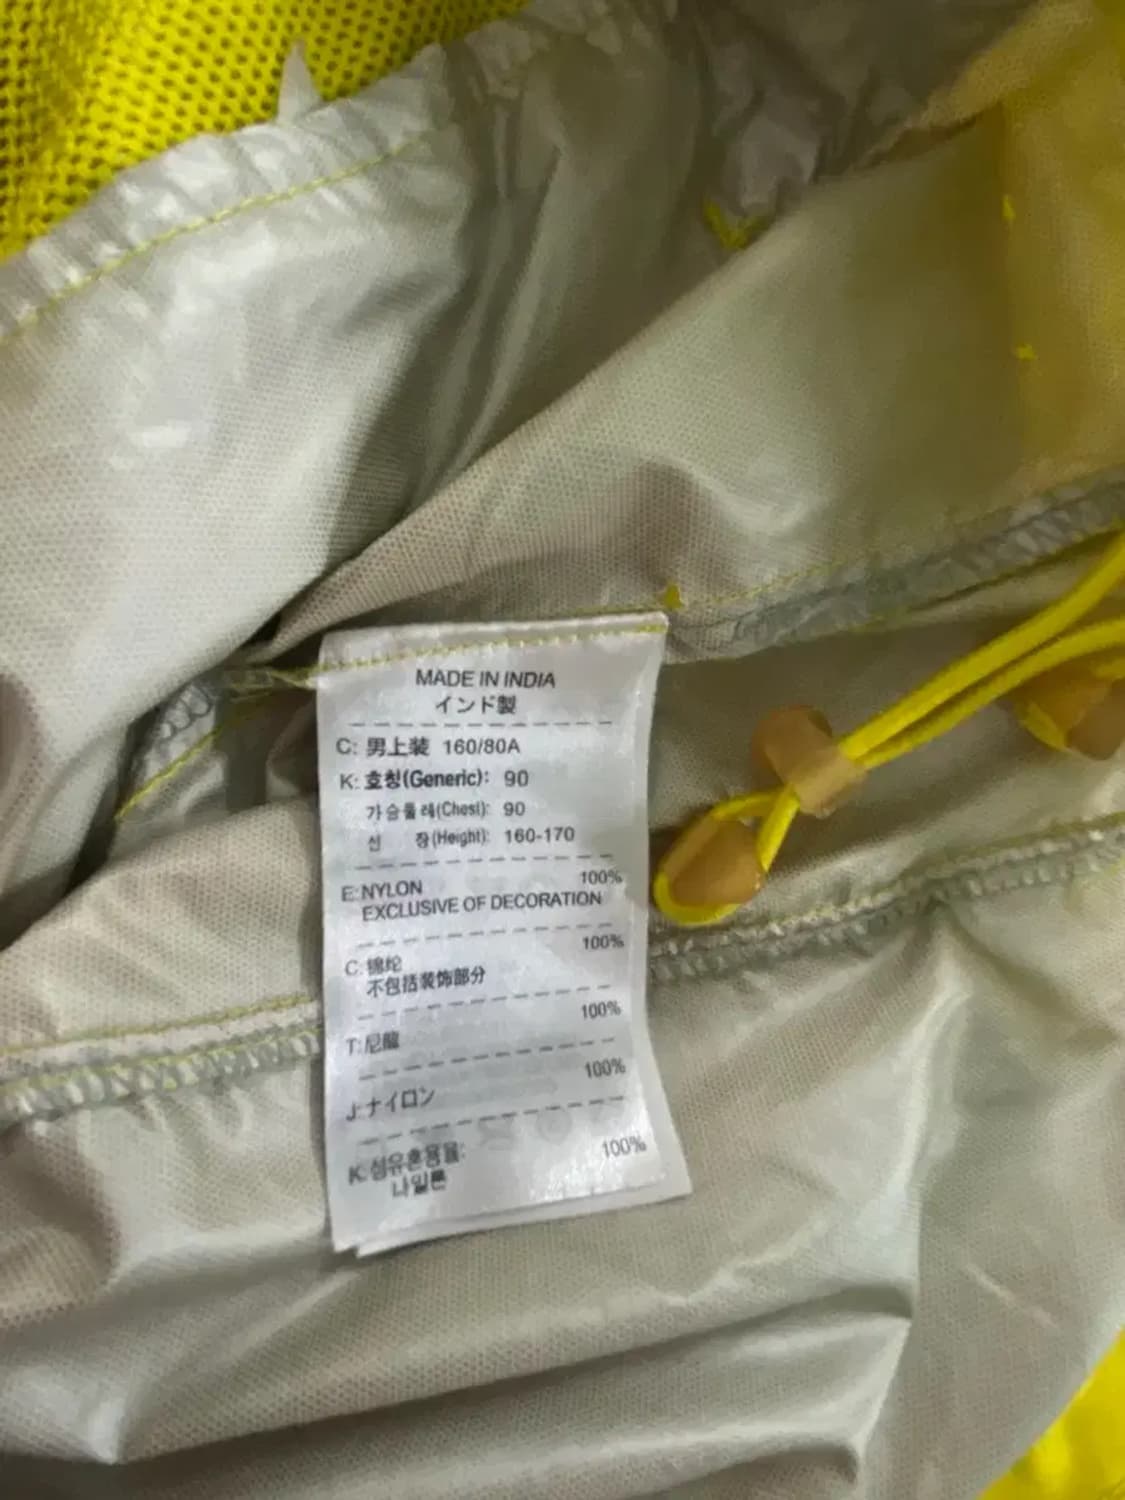 MADE IN INDIA
インド製
C: 男上装 160/80A
K: 호칭(Generic): 90
가슴둘레(Chest): 90
신 장(Height): 160-170
E: NYLON 100%
EXCLUSIVE OF DECORATION
C: 锦纶 100%
不包括装饰部分
T: 尼龍 100%
J: ナイロン 100%
K: 섬유혼용율: 100%
나일론